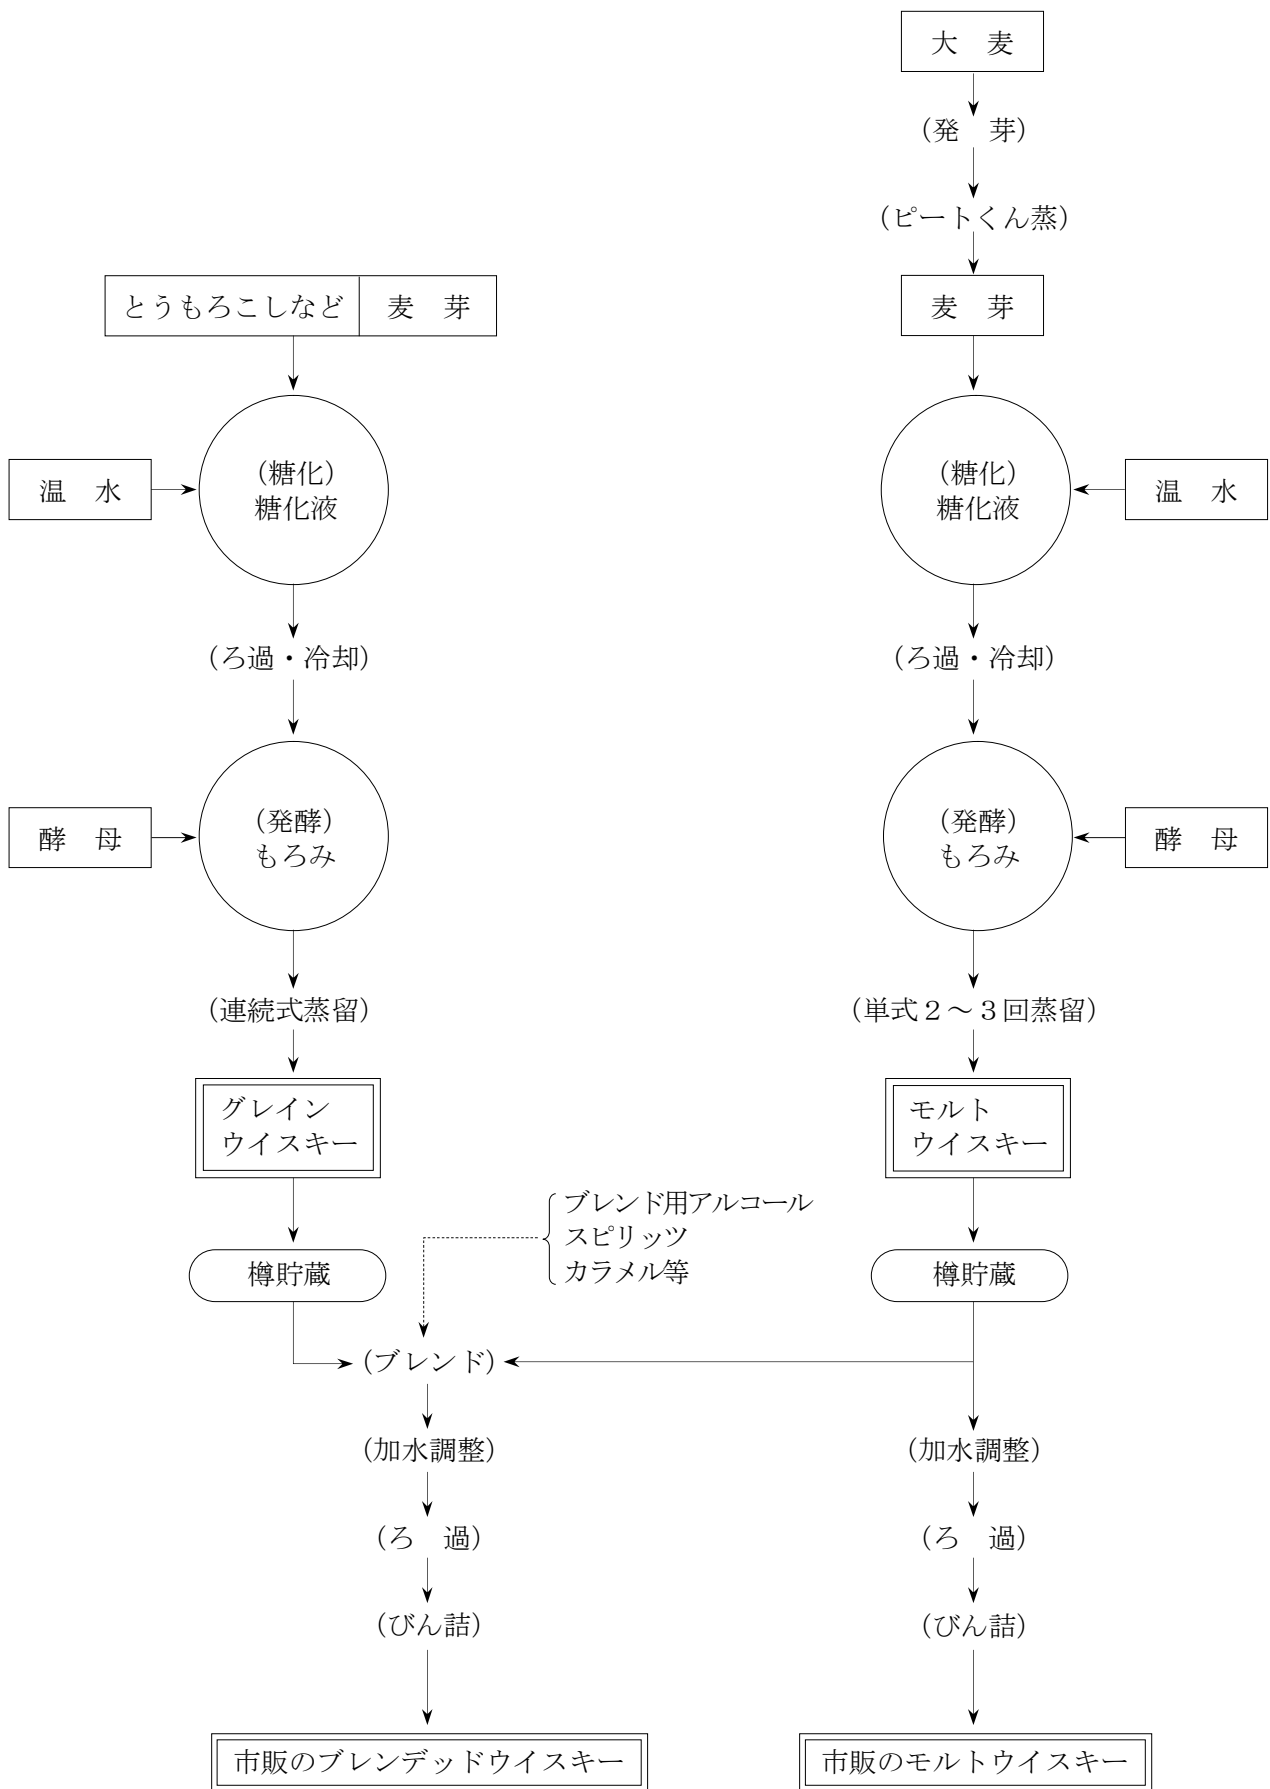 大　麦
（発　芽）
（ピートくん蒸）
とうもろこしなど
麦　芽
麦　芽
温　水
（糖化）
糖化液
（糖化）
糖化液
温　水
（ろ過・冷却）
（ろ過・冷却）
酵　母
（発酵）
もろみ
（発酵）
もろみ
酵　母
（連続式蒸留）
（単式２～３回蒸留）
グレイン
ウイスキー
モルト
ウイスキー
ブレンド用アルコール
スピリッツ
カラメル等
樽貯蔵
樽貯蔵
（ブレンド）
（加水調整）
（加水調整）
（ろ　過）
（ろ　過）
（びん詰）
（びん詰）
市販のブレンデッドウイスキー
市販のモルトウイスキー